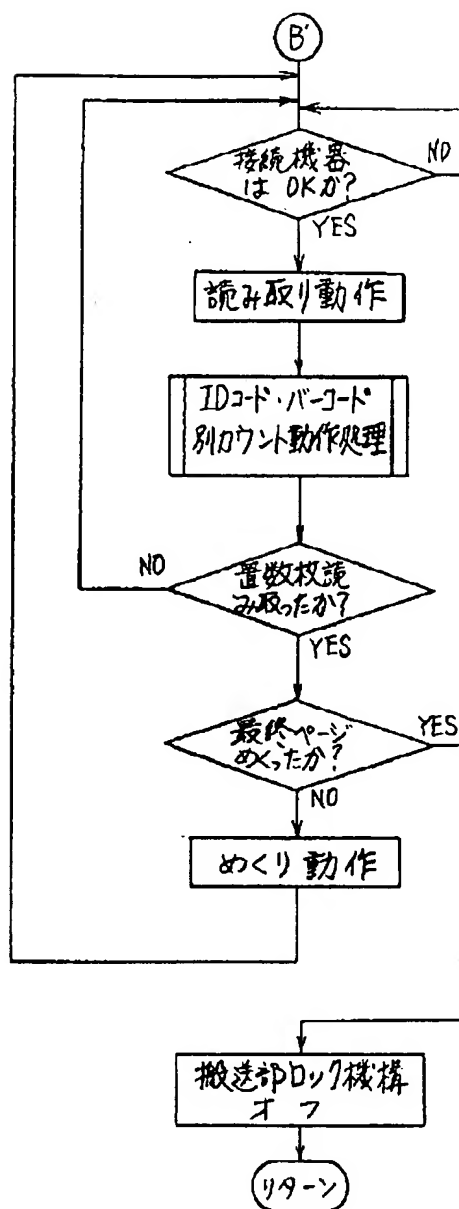 B'
接続機器
は OKか?
NO
YES
読み取り動作
IDコード・バーコード
別カウント動作処理
NO
置数枚読
み取ったか?
YES
最終ページ
めくったか?
YES
NO
めくり動作
搬送部ロック機構
オフ
リターン